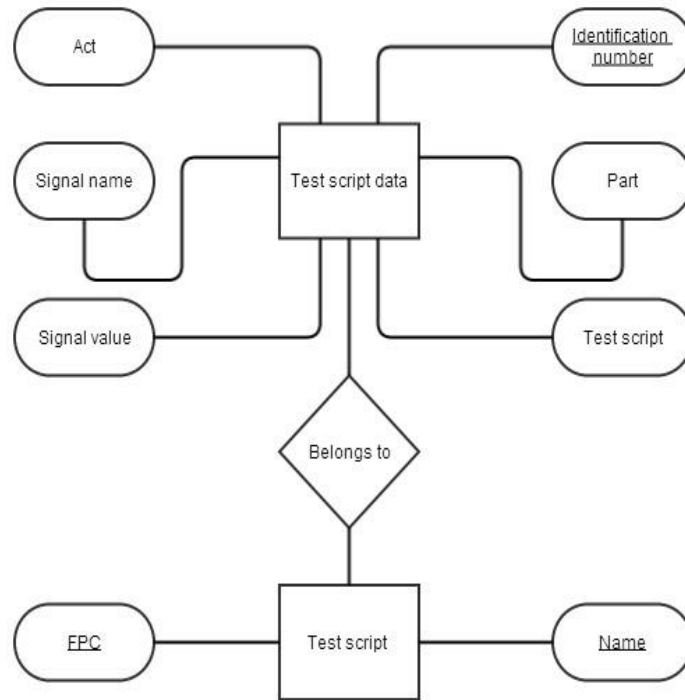 Act
Identification
number
Signal name
Test script data
Part
Signal value
Test script
Belongs to
FPC
Test script
Name